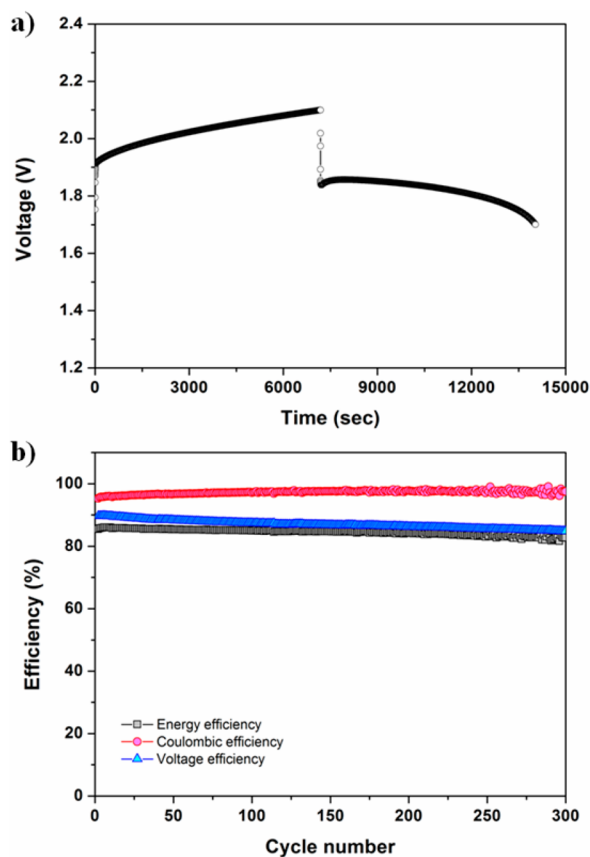 a)
2.4
2.2
2.0
1.8
1.6
1.4
1.2
Voltage (V)
0 3000 6000 9000 12000 15000
Time (sec)
b)
100
80
60
40
20
0
Efficiency (%)
Energy efficiency
Coulombic efficiency
Voltage efficiency
0 50 100 150 200 250 300
Cycle number